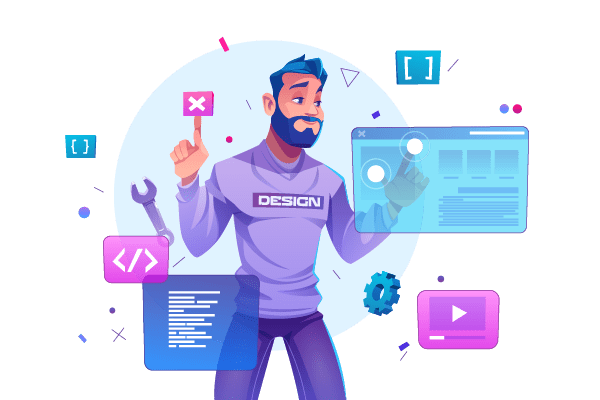 [ ]
{ }
DESIGN
</>